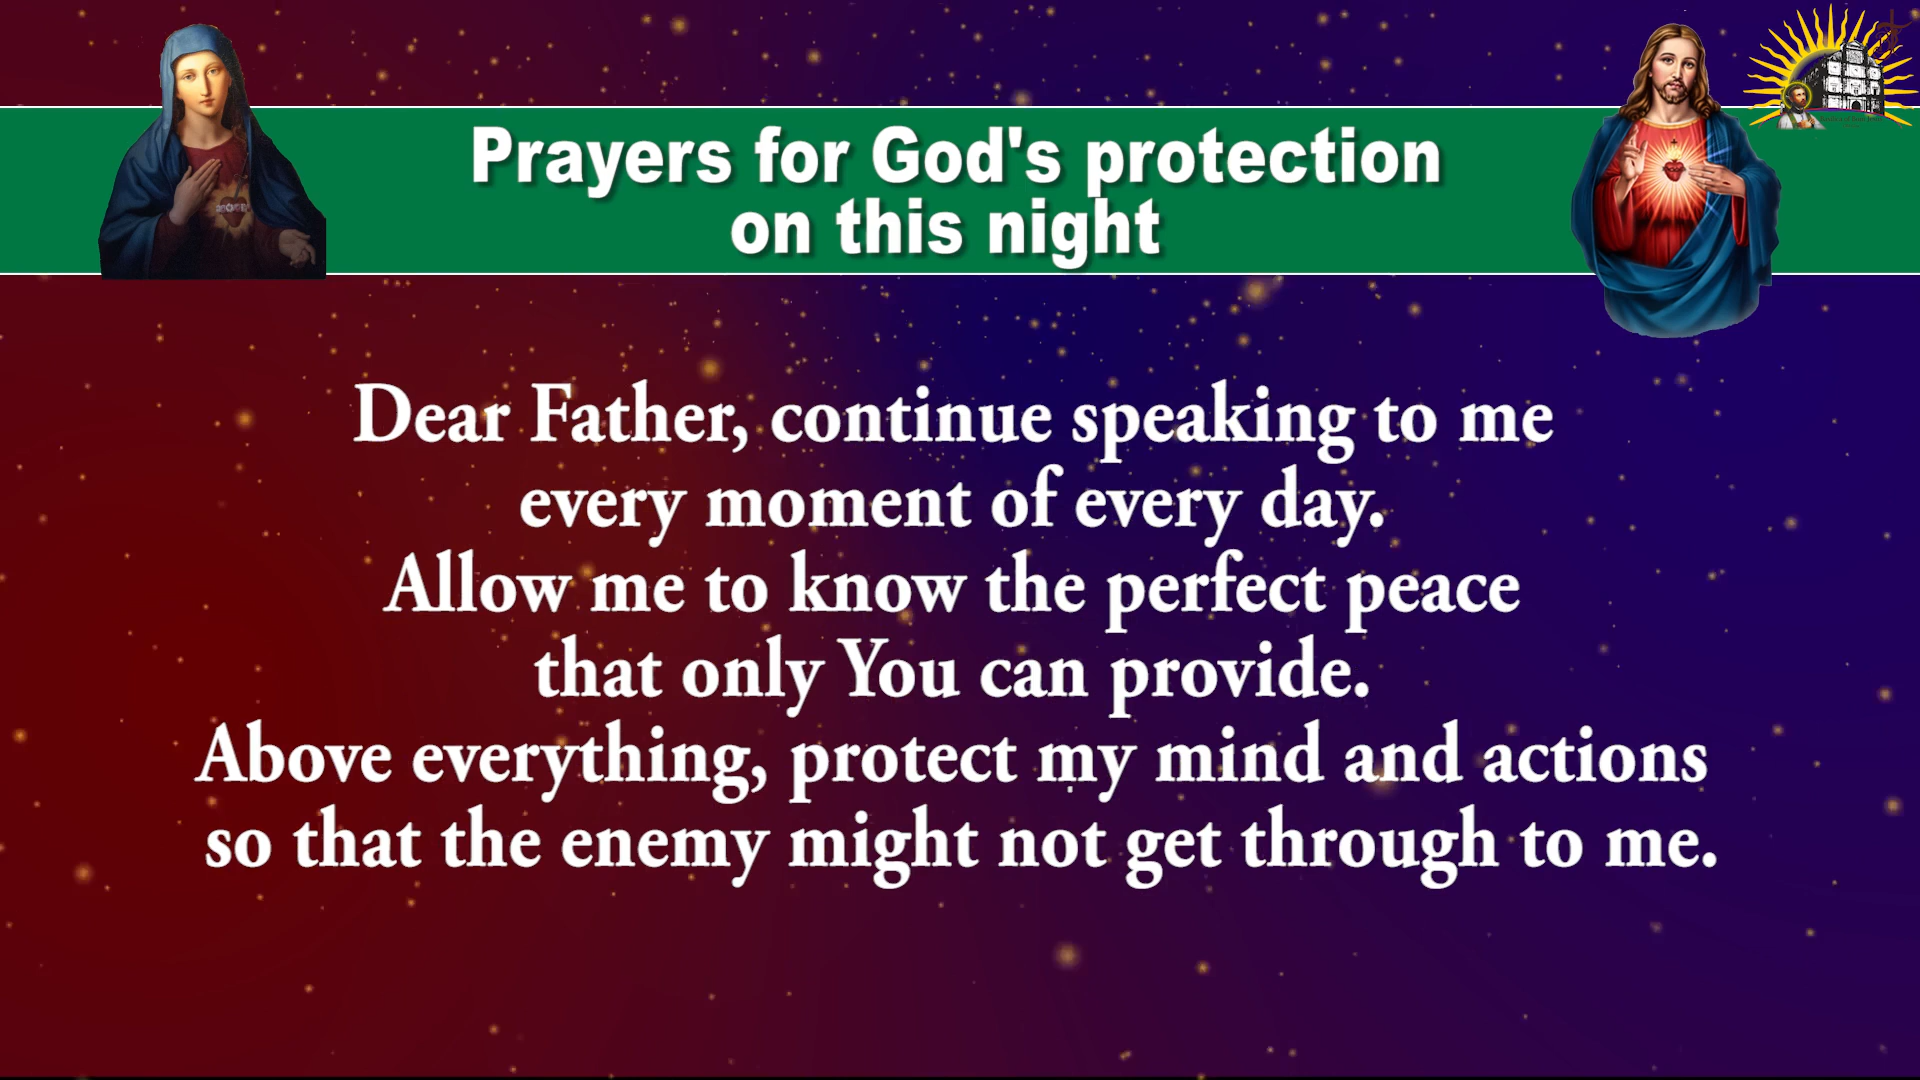 Prayers for God's protection
on this night
Dear Father, continue speaking to me
every moment of every day.
Allow me to know the perfect peace
that only You can provide.
Above everything, protect my mind and actions
so that the enemy might not get through to me.